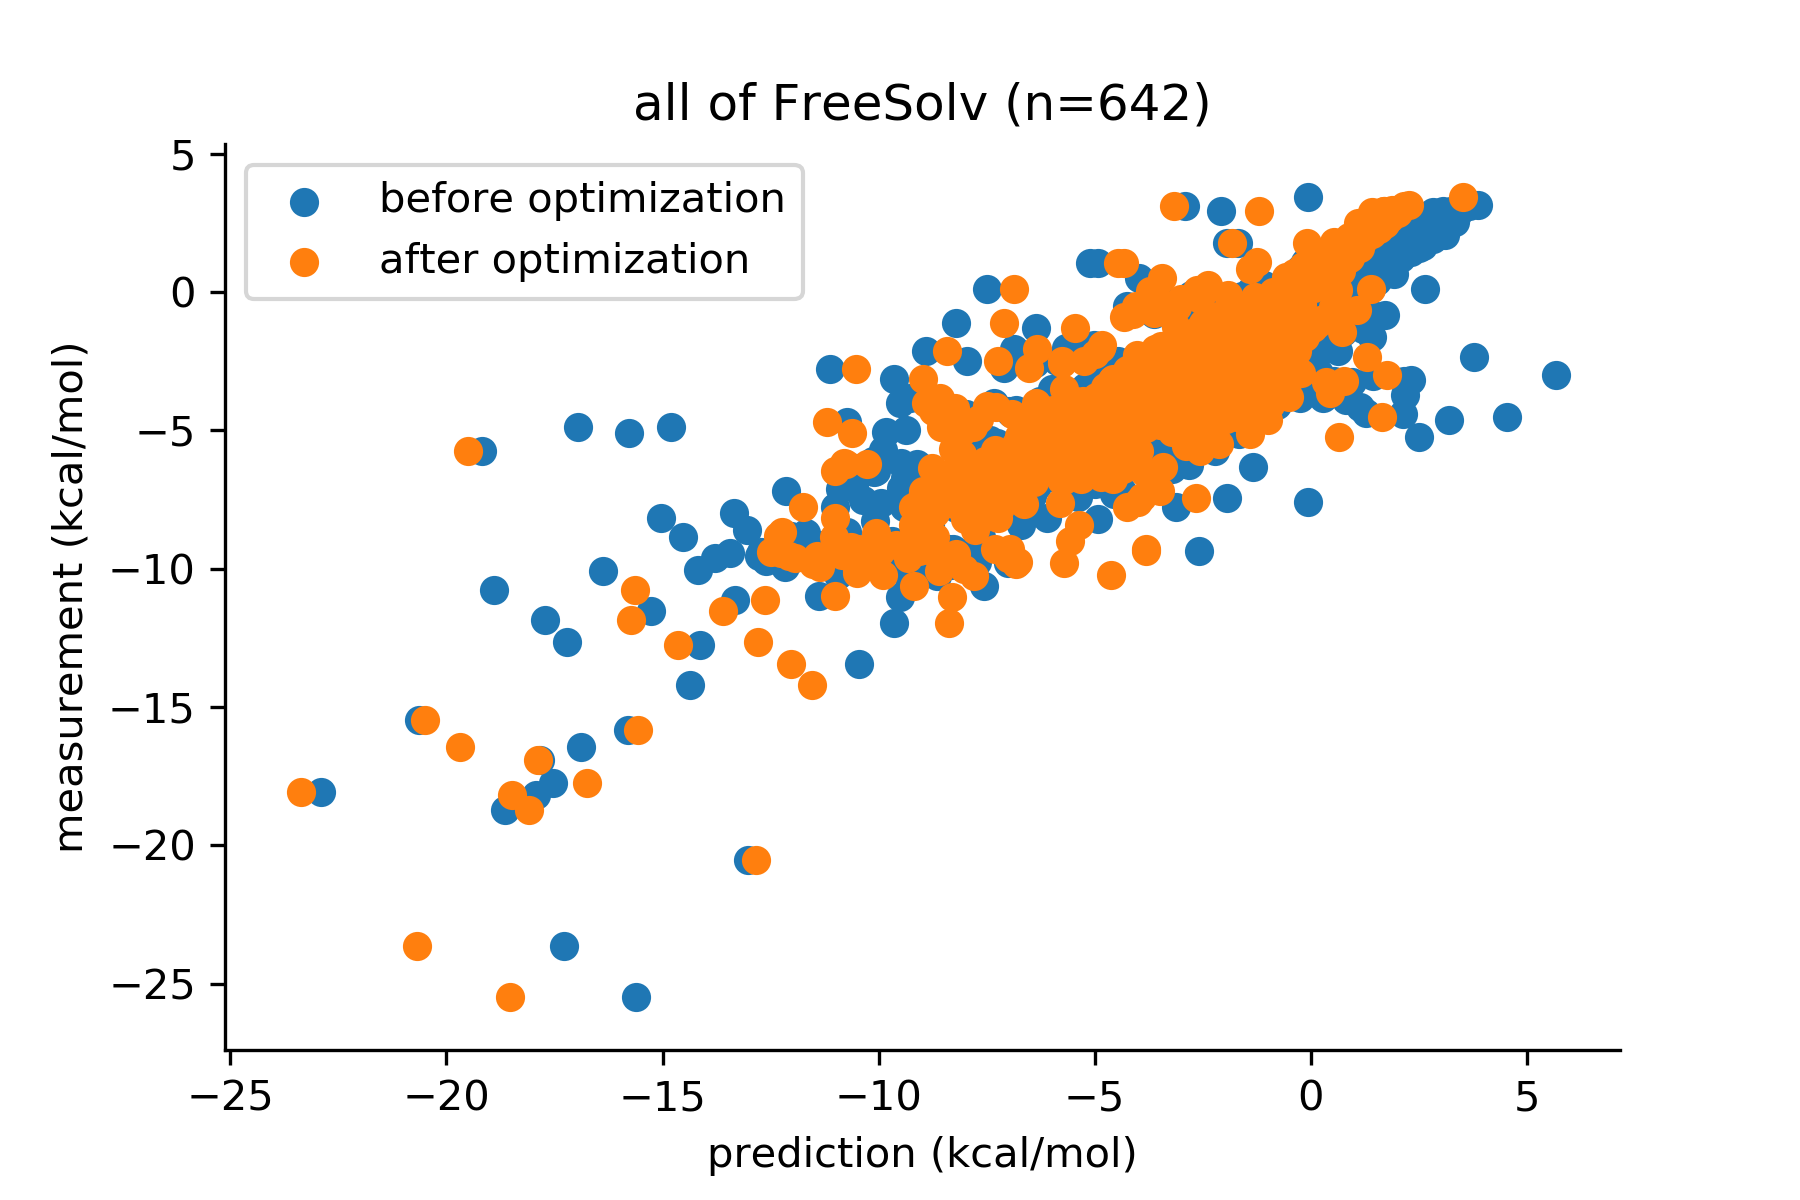 all of FreeSolv (n=642)
before optimization
after optimization
5
0
−5
−10
−15
−20
−25
measurement (kcal/mol)
−25 −20 −15 −10 −5 0 5
prediction (kcal/mol)